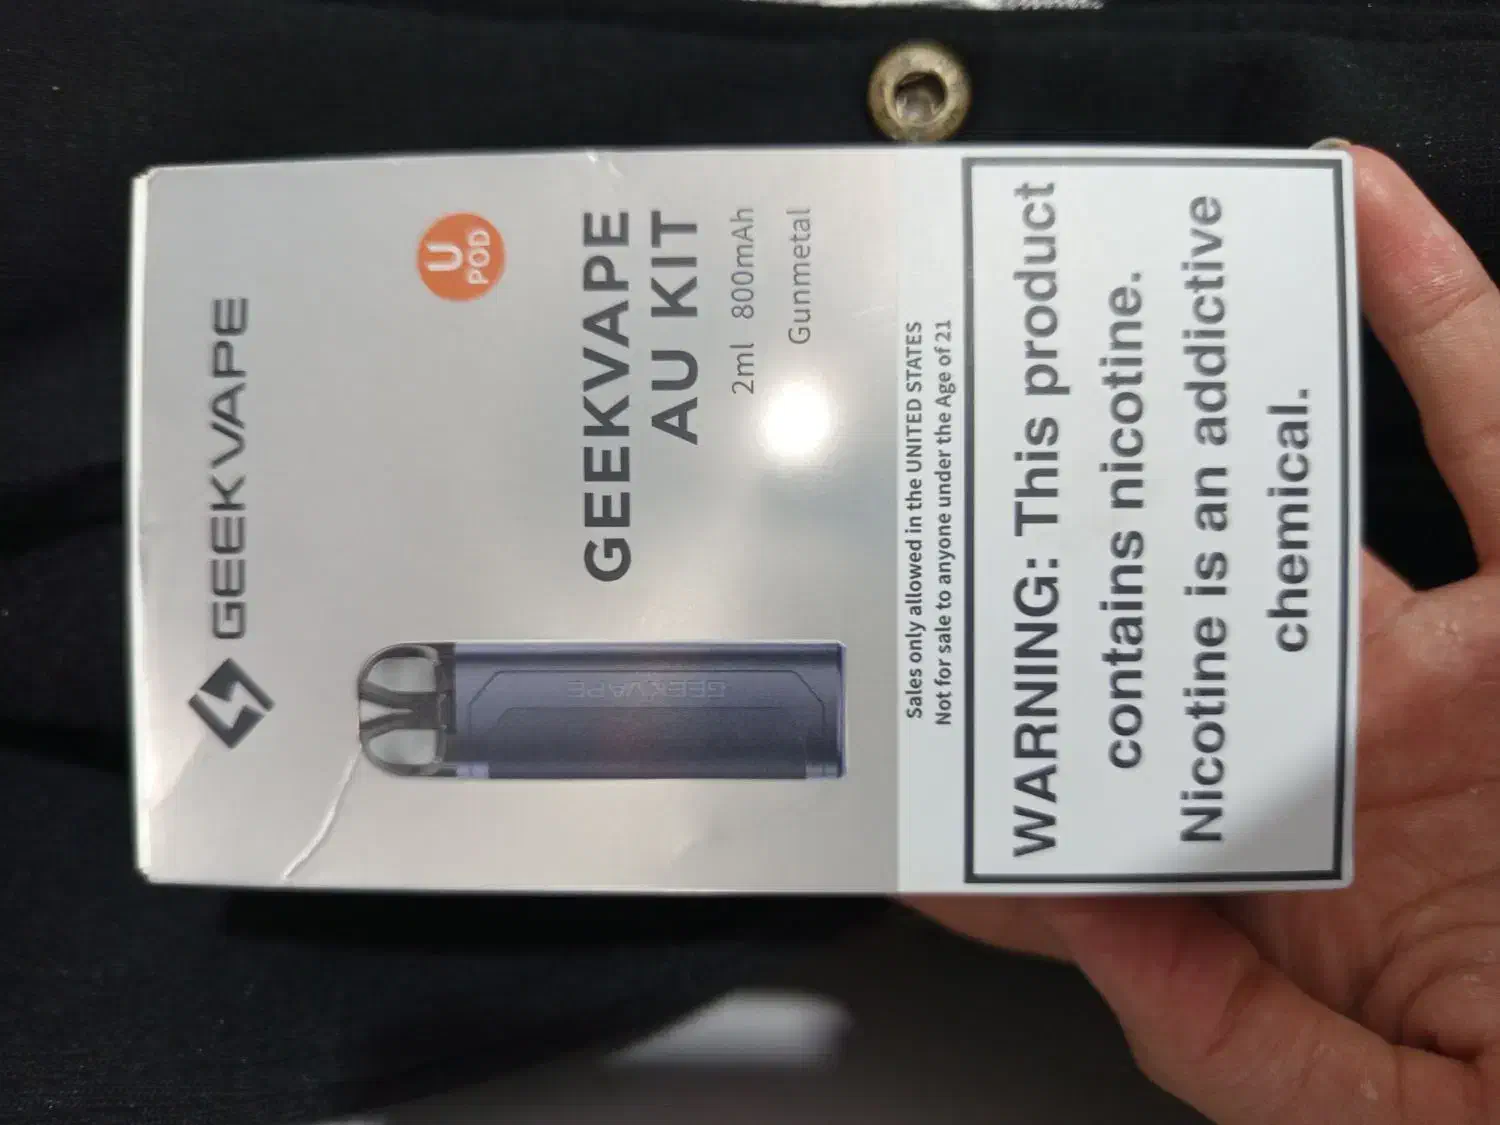 GEEKVAPE
U
POD
GEEKVAPE
AU KIT
2ml 800mAh
Gunmetal
GEEKVAPE
Sales only allowed in the UNITED STATES
Not for sale to anyone under the Age of 21
WARNING: This product
contains nicotine.
Nicotine is an addictive
chemical.